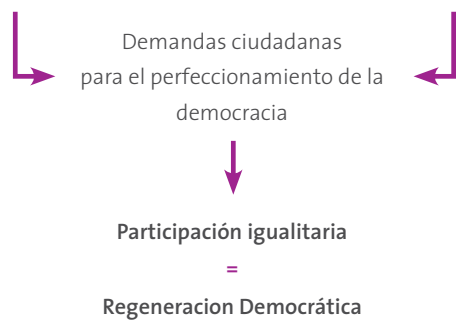 Demandas ciudadanas
para el perfeccionamiento de la
democracia
Participación igualitaria
=
Regeneracion Democrática